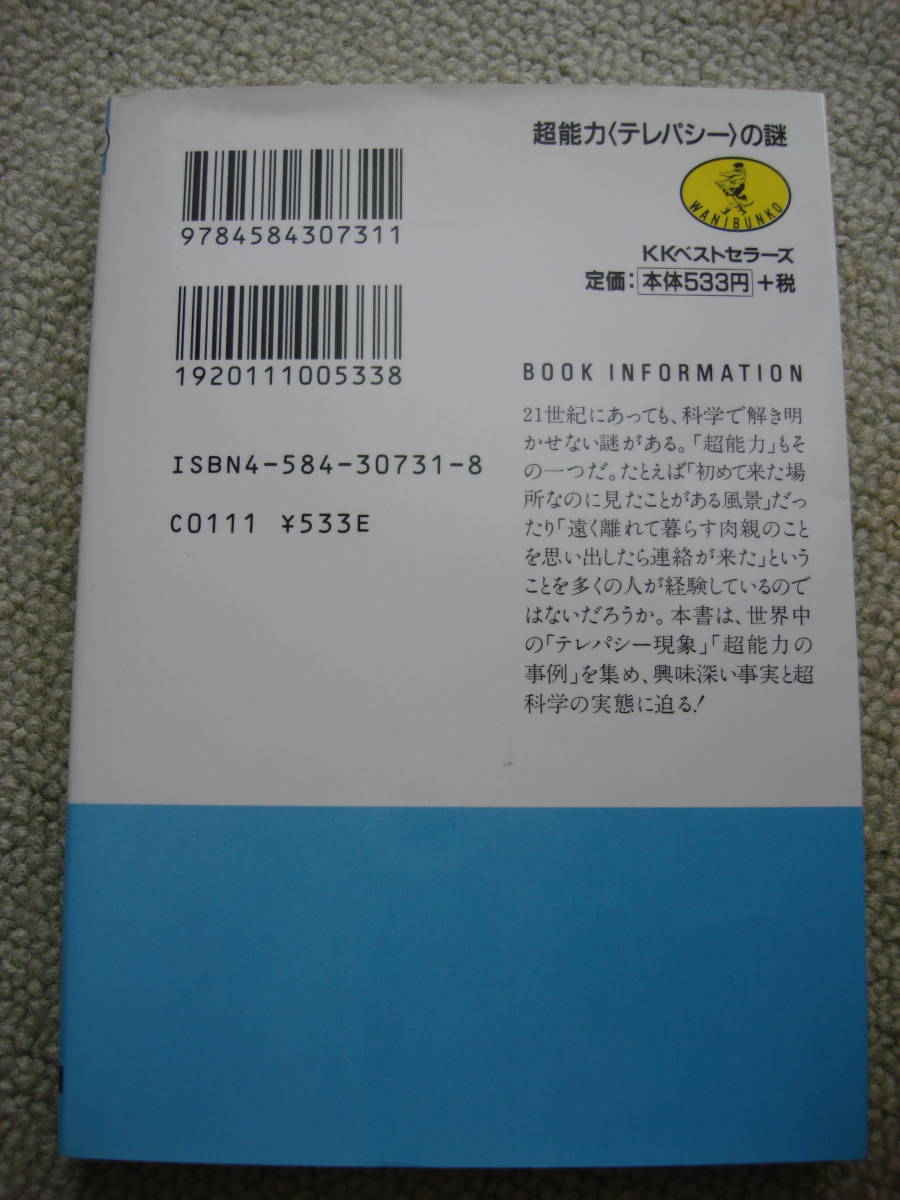 超能力〈テレパシー〉の謎
WANIBUNKO
KKベストセラーズ
定価：本体533円+税
9784584307311
1920111005338
ISBN4-584-30731-8
C0111 ¥533E
BOOK INFORMATION
21世紀にあっても、科学で解き明
かせない謎がある。「超能力」もそ
の一つだ。たとえば「初めて来た場
所なのに見たことがある風景」だっ
たり「遠く離れて暮らす肉親のこと
を思い出したら連絡が来た」という
ことを多くの人が経験しているので
はないだろうか。本書は、世界中
の「テレパシー現象」「超能力の
事例」を集め、興味深い事実と超
科学の実態に迫る!